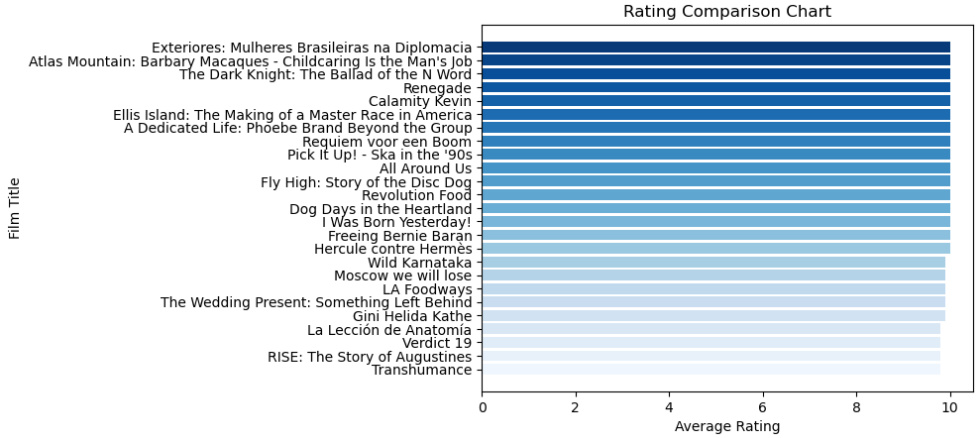 Rating Comparison Chart
Exteriores: Mulheres Brasileiras na Diplomacia
Atlas Mountain: Barbary Macaques - Childcaring Is the Man's Job
The Dark Knight: The Ballad of the N Word
Renegade
Calamity Kevin
Ellis Island: The Making of a Master Race in America
A Dedicated Life: Phoebe Brand Beyond the Group
Requiem voor een Boom
Pick It Up! - Ska in the '90s
All Around Us
Fly High: Story of the Disc Dog
Revolution Food
Dog Days in the Heartland
I Was Born Yesterday!
Freeing Bernie Baran
Hercule contre Hermès
Wild Karnataka
Moscow we will lose
LA Foodways
The Wedding Present: Something Left Behind
Gini Helida Kathe
La Lección de Anatomía
Verdict 19
RISE: The Story of Augustines
Transhumance
Film Title
0 2 4 6 8 10
Average Rating